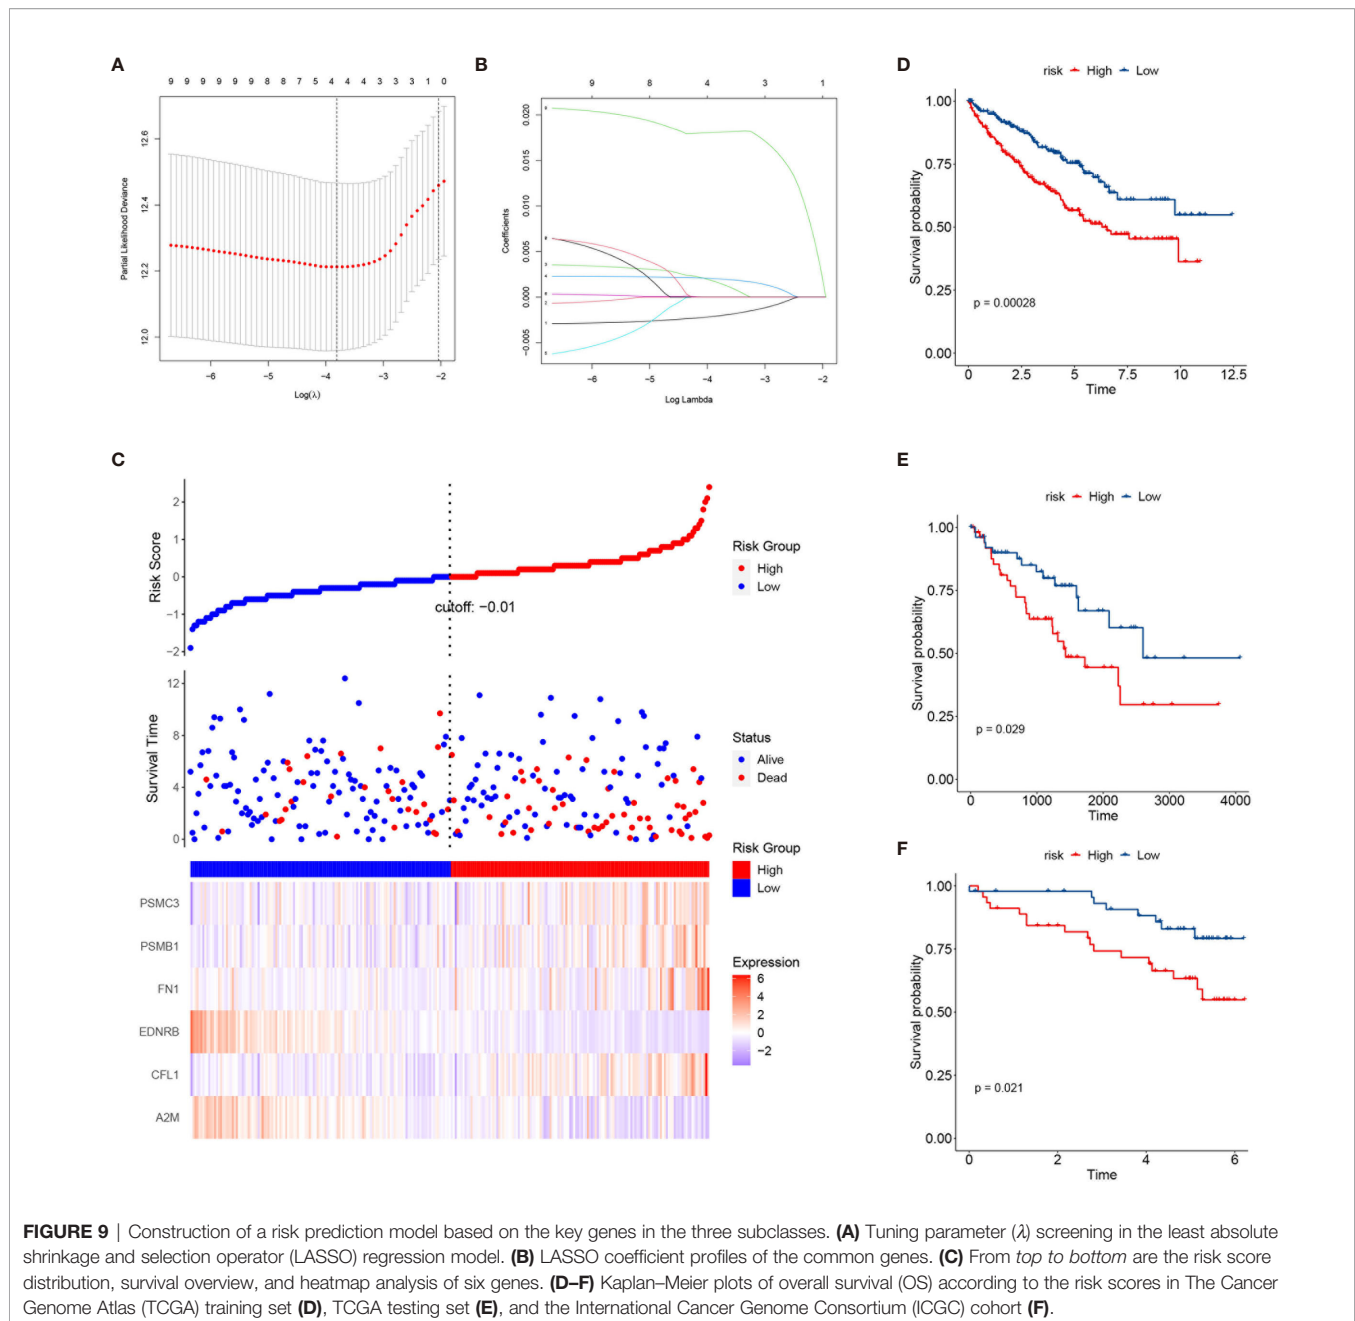 A
9 9 9 9 9 9 8 8 7 5 4 4 4 3 3 3 1 0
Partial Likelihood Deviance
12.6
12.4
12.2
12.0
−6 −5 −4 −3 −2
Log(λ)
B
9 8 4 3 1
Coefficients
0.020
0.015
0.010
0.005
0.000
−0.005
−6 −5 −4 −3 −2
Log Lambda
C
Risk Score
2
1
0
−1
−2
cutoff: −0.01
Risk Group
High
Low
Survival Time
12
8
4
0
Status
Alive
Dead
Risk Group
High
Low
PSMC3
PSMB1
FN1
EDNRB
CFL1
A2M
Expression
6
4
2
0
−2
D
risk High Low
Survival probability
1.00
0.75
0.50
0.25
0.00
p = 0.00028
0 2.5 5 7.5 10 12.5
Time
E
risk High Low
Survival probability
1.00
0.75
0.50
0.25
0.00
p = 0.029
0 1000 2000 3000 4000
Time
F
risk High Low
Survival probability
1.00
0.75
0.50
0.25
0.00
p = 0.021
0 2 4 6
Time
FIGURE 9 | Construction of a risk prediction model based on the key genes in the three subclasses. (A) Tuning parameter (λ) screening in the least absolute
shrinkage and selection operator (LASSO) regression model. (B) LASSO coefficient profiles of the common genes. (C) From top to bottom are the risk score
distribution, survival overview, and heatmap analysis of six genes. (D–F) Kaplan–Meier plots of overall survival (OS) according to the risk scores in The Cancer
Genome Atlas (TCGA) training set (D), TCGA testing set (E), and the International Cancer Genome Consortium (ICGC) cohort (F).